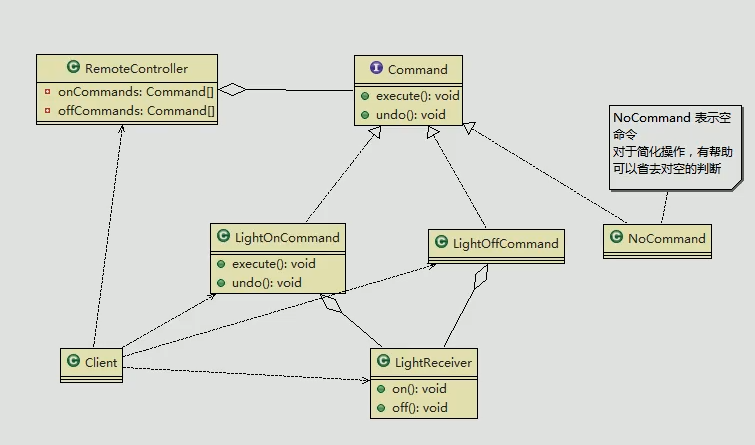 RemoteController
onCommands: Command[]
offCommands: Command[]
Command
execute(): void
undo(): void
NoCommand 表示空
命令
对于简化操作，有帮助
可以省去对空的判断
LightOnCommand
execute(): void
undo(): void
LightOffCommand
NoCommand
Client
LightReceiver
on(): void
off(): void